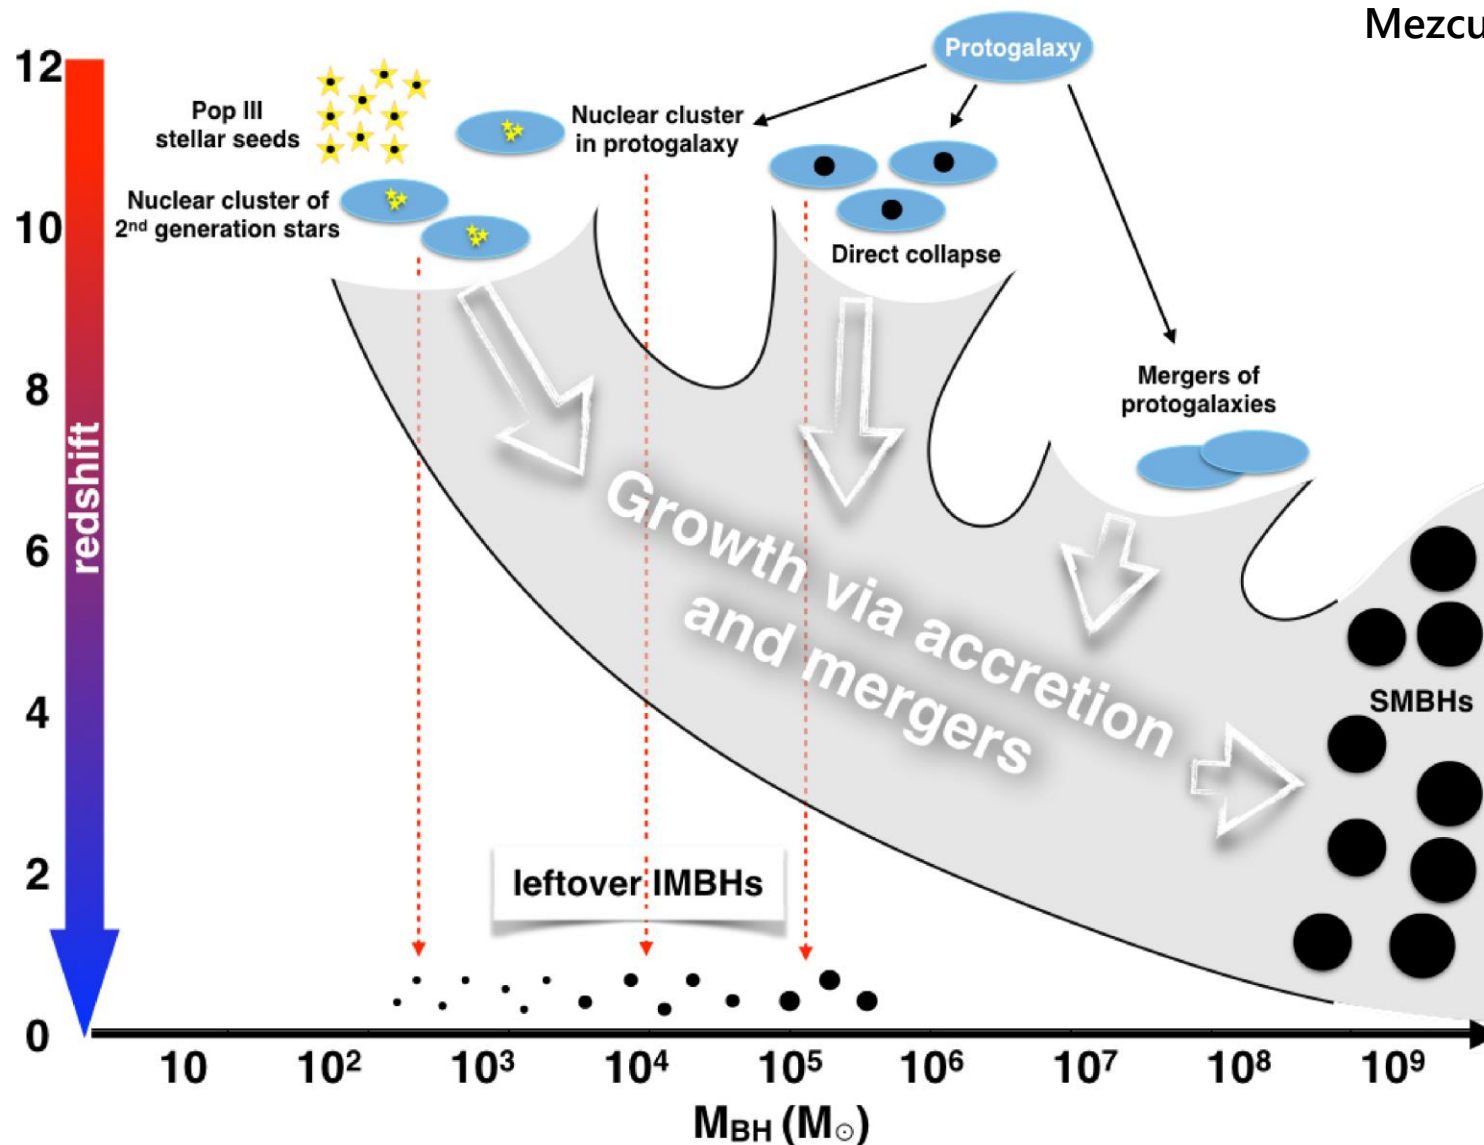 Mezcu
Protogalaxy
12
Pop III
stellar seeds
Nuclear cluster
in protogalaxy
Nuclear cluster of
2nd generation stars
10
Direct collapse
8
Mergers of
protogalaxies
redshift
6
Growth via accretion
and mergers
4
SMBHs
2
leftover IMBHs
0
10 10² 10³ 10⁴ 10⁵ 10⁶ 10⁷ 10⁸ 10⁹
M_BH (M☉)